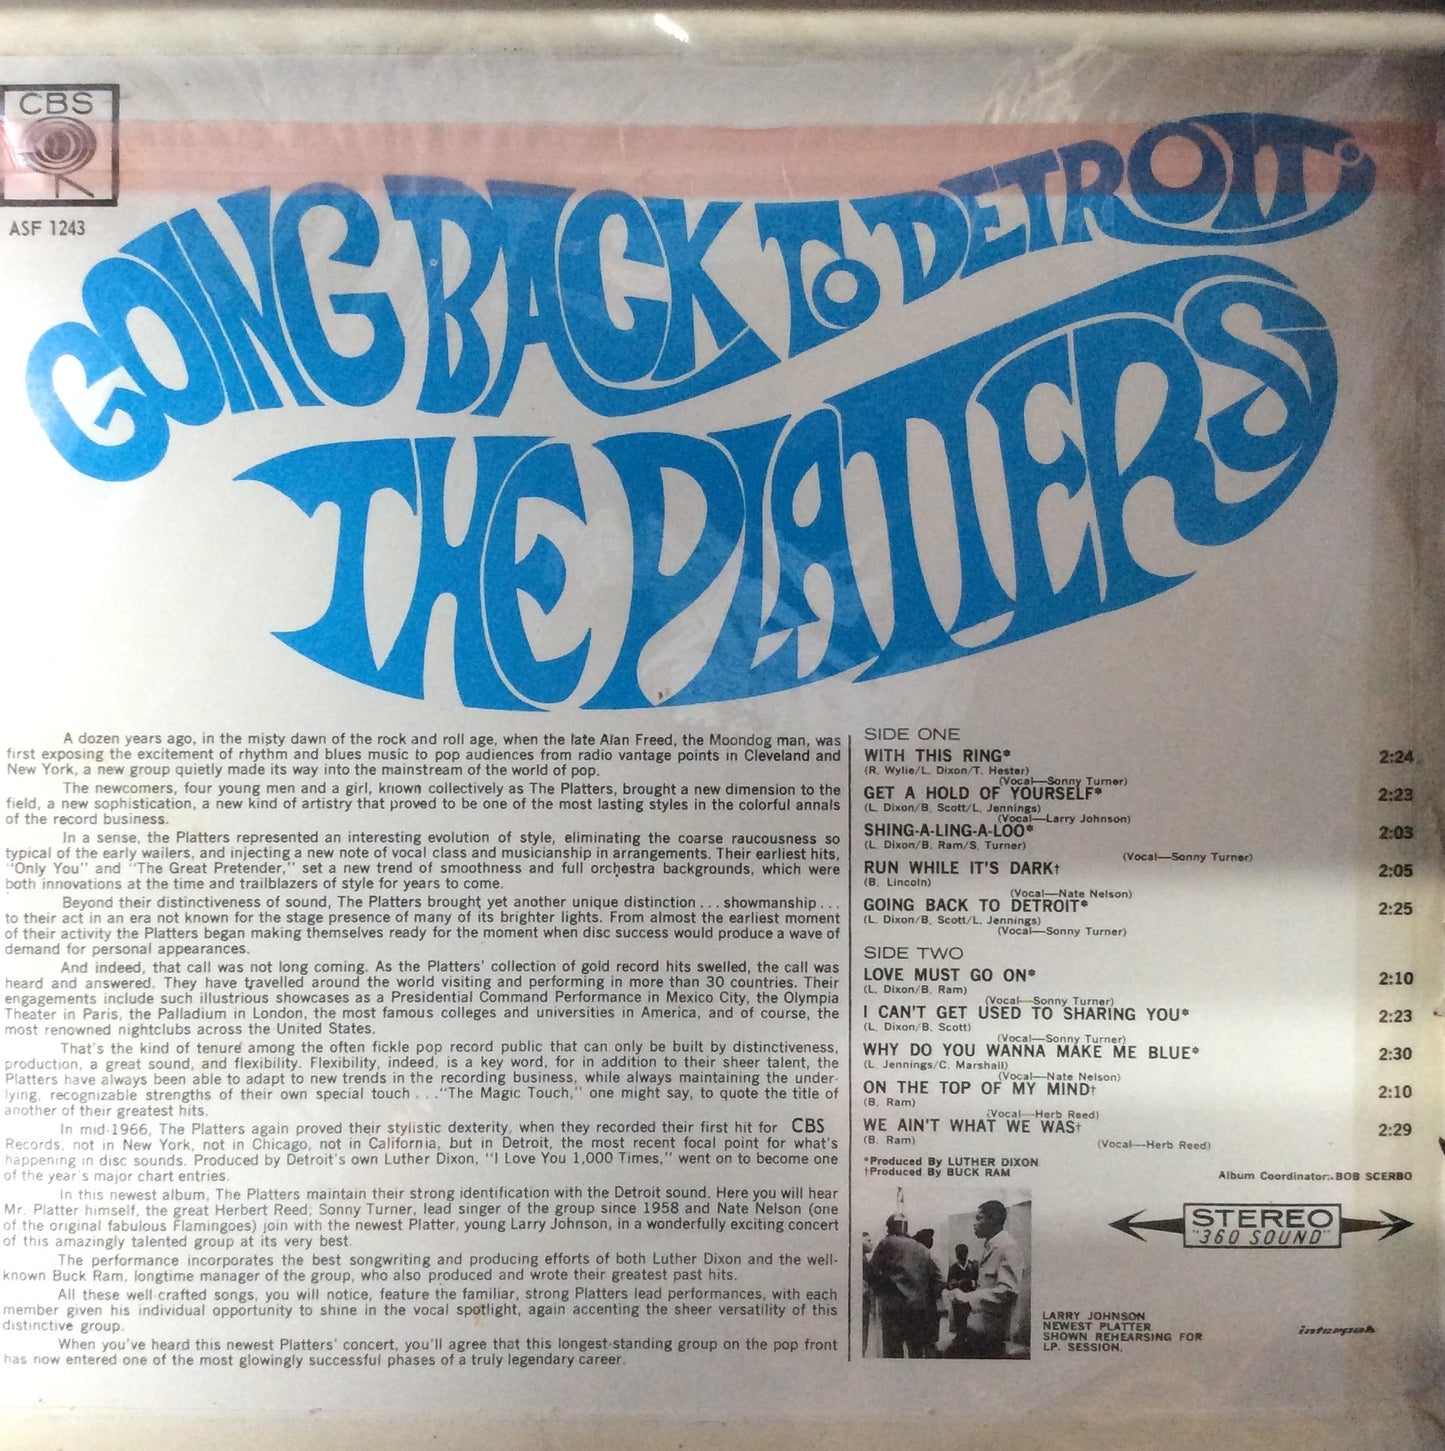 CBS
ASF 1243
GOING BACK TO DETROIT:
THE PLATTERS
A dozen years ago, in the misty dawn of the rock and roll age, when the late Alan Freed, the Moondog man, was
first exposing the excitement of rhythm and blues music to pop audiences from radio vantage points in Cleveland and
New York, a new group quietly made its way into the mainstream of the world of pop.
The newcomers, four young men and a girl, known collectively as The Platters, brought a new dimension to the
field, a new sophistication, a new kind of artistry that proved to be one of the most lasting styles in the colorful annals
of the record business.
In a sense, the Platters represented an interesting evolution of style, eliminating the coarse raucousness so
typical of the early wailers, and injecting a new note of vocal class and musicianship in arrangements. Their earliest hits,
"Only You" and "The Great Pretender," set a new trend of smoothness and full orchestra backgrounds, which were
both innovations at the time and trailblazers of style for years to come.
Beyond their distinctiveness of sound, The Platters brought yet another unique distinction . . . showmanship . . .
to their act in an era not known for the stage presence of many of its brighter lights. From almost the earliest moment
of their activity the Platters began making themselves ready for the moment when disc success would produce a wave of
demand for personal appearances.
And indeed, that call was not long coming. As the Platters' collection of gold record hits swelled, the call was
heard and answered. They have travelled around the world visiting and performing in more than 30 countries. Their
engagements include such illustrious showcases as a Presidential Command Performance in Mexico City, the Olympia
Theater in Paris, the Palladium in London, the most famous colleges and universities in America, and of course, the
most renowned nightclubs across the United States.
That's the kind of tenure among the often fickle pop record public that can only be built by distinctiveness,
production, a great sound, and flexibility. Flexibility, indeed, is a key word, for in addition to their sheer talent, the
Platters have always been able to adapt to new trends in the recording business, while always maintaining the under-
lying, recognizable strengths of their own special touch . . . "The Magic Touch," one might say, to quote the title of
another of their greatest hits.
In mid-1966, The Platters again proved their stylistic dexterity, when they recorded their first hit for CBS
Records, not in New York, not in Chicago, not in California, but in Detroit, the most recent focal point for what's
happening in disc sounds. Produced by Detroit's own Luther Dixon, "I Love You 1,000 Times," went on to become one
of the year's major chart entries.
In this newest album, The Platters maintain their strong identification with the Detroit sound. Here you will hear
Mr. Platter himself, the great Herbert Reed; Sonny Turner, lead singer of the group since 1958 and Nate Nelson (one
of the original fabulous Flamingoes) join with the newest Platter, young Larry Johnson, in a wonderfully exciting concert
of this amazingly talented group at its very best.
The performance incorporates the best songwriting and producing efforts of both Luther Dixon and the well-
known Buck Ram, longtime manager of the group, who also produced and wrote their greatest past hits.
All these well-crafted songs, you will notice, feature the familiar, strong Platters lead performances, with each
member given his individual opportunity to shine in the vocal spotlight, again accenting the sheer versatility of this
distinctive group.
When you've heard this newest Platters' concert, you'll agree that this longest-standing group on the pop front
has now entered one of the most glowingly successful phases of a truly legendary career.
SIDE ONE
WITH THIS RING* 2:24
(R. Wylie/L. Dixon/T. Hester)
(Vocal—Sonny Turner)
GET A HOLD OF YOURSELF* 2:23
(L. Dixon/B. Scott/L. Jennings)
(Vocal—Larry Johnson)
SHING-A-LING-A-LOO* 2:03
(L. Dixon/B. Ram/S. Turner)
(Vocal—Sonny Turner)
RUN WHILE IT'S DARK† 2:05
(B. Lincoln)
(Vocal—Nate Nelson)
GOING BACK TO DETROIT* 2:25
(L. Dixon/B. Scott/L. Jennings)
(Vocal—Sonny Turner)
SIDE TWO
LOVE MUST GO ON* 2:10
(L. Dixon/B. Ram)
(Vocal—Sonny Turner)
I CAN'T GET USED TO SHARING YOU* 2:23
(L. Dixon/B. Scott)
(Vocal—Sonny Turner)
WHY DO YOU WANNA MAKE ME BLUE* 2:30
(L. Jennings/C. Marshall)
(Vocal—Nate Nelson)
ON THE TOP OF MY MIND† 2:10
(B. Ram)
(Vocal—Herb Reed)
WE AIN'T WHAT WE WAS† 2:29
(B. Ram)
(Vocal—Herb Reed)
*Produced By LUTHER DIXON
†Produced By BUCK RAM
Album Coordinator:-BOB SCERBO
STEREO
"360 SOUND"
LARRY JOHNSON
NEWEST PLATTER
SHOWN REHEARSING FOR
LP. SESSION.
interpak